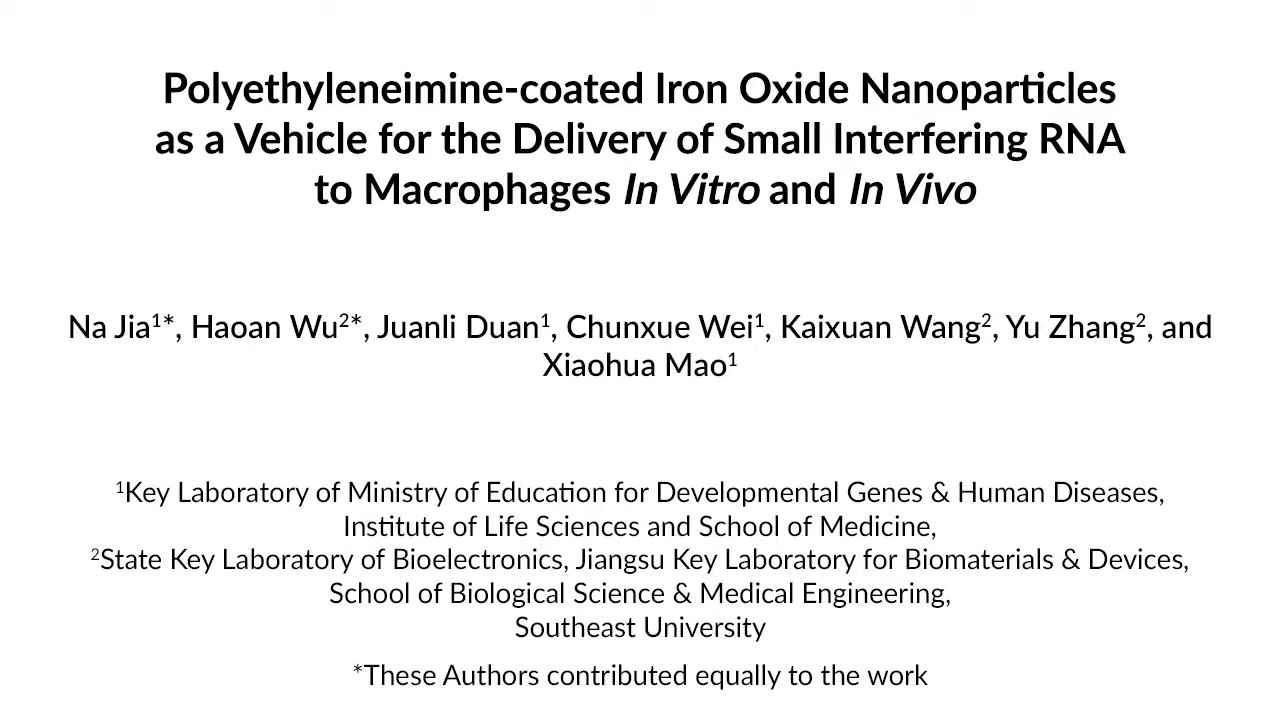 Polyethyleneimine-coated Iron Oxide Nanoparticles
as a Vehicle for the Delivery of Small Interfering RNA
to Macrophages In Vitro and In Vivo
Na Jia¹*, Haoan Wu²*, Juanli Duan¹, Chunxue Wei¹, Kaixuan Wang², Yu Zhang², and
Xiaohua Mao¹
¹Key Laboratory of Ministry of Education for Developmental Genes & Human Diseases,
Institute of Life Sciences and School of Medicine,
²State Key Laboratory of Bioelectronics, Jiangsu Key Laboratory for Biomaterials & Devices,
School of Biological Science & Medical Engineering,
Southeast University
*These Authors contributed equally to the work